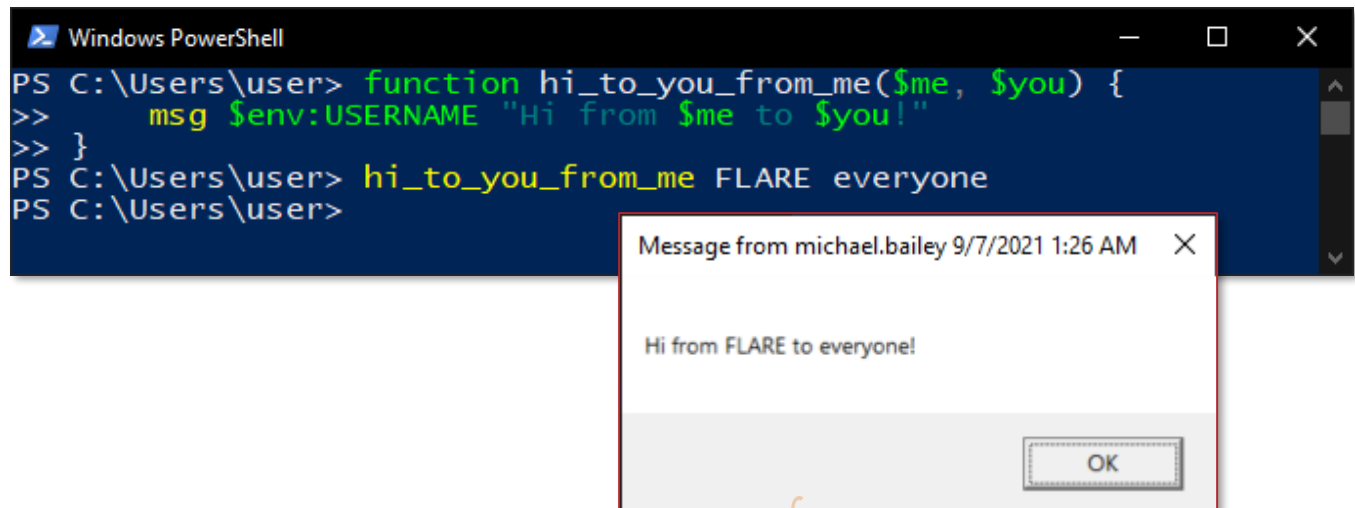 Windows PowerShell
PS C:\Users\user> function hi_to_you_from_me($me, $you) {
>>     msg $env:USERNAME "Hi from $me to $you!"
>> }
PS C:\Users\user> hi_to_you_from_me FLARE everyone
PS C:\Users\user>
Message from michael.bailey 9/7/2021 1:26 AM
Hi from FLARE to everyone!
OK